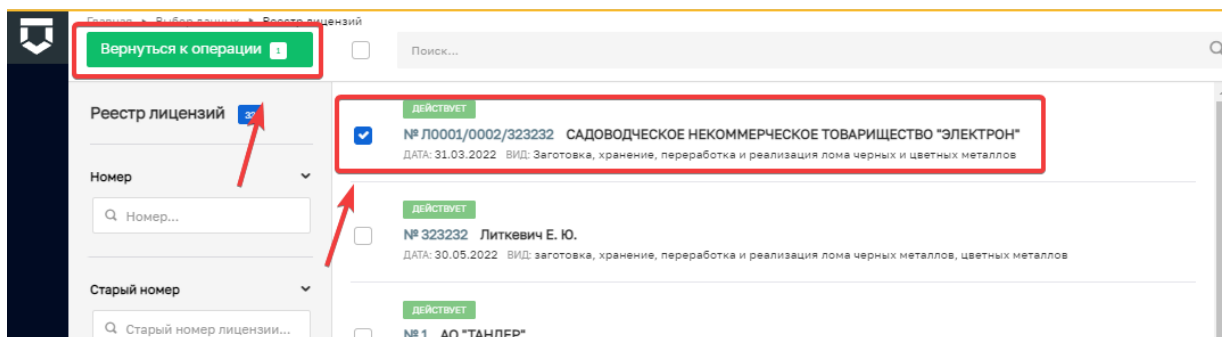 Главная Выбор данных Реестр лицензий
Вернуться к операции 1
Поиск...
Реестр лицензий
ДЕЙСТВУЕТ
№ Л0001/0002/323232 САДОВОДЧЕСКОЕ НЕКОММЕРЧЕСКОЕ ТОВАРИЩЕСТВО "ЭЛЕКТРОН"
ДАТА: 31.03.2022 ВИД: Заготовка, хранение, переработка и реализация лома черных и цветных металлов
Номер
Номер...
ДЕЙСТВУЕТ
№ 323232 Литкевич Е. Ю.
ДАТА: 30.05.2022 ВИД: заготовка, хранение, переработка и реализация лома черных металлов, цветных металлов
Старый номер
Старый номер лицензии...
ДЕЙСТВУЕТ
№ 1 АО "ТАНДЕР"